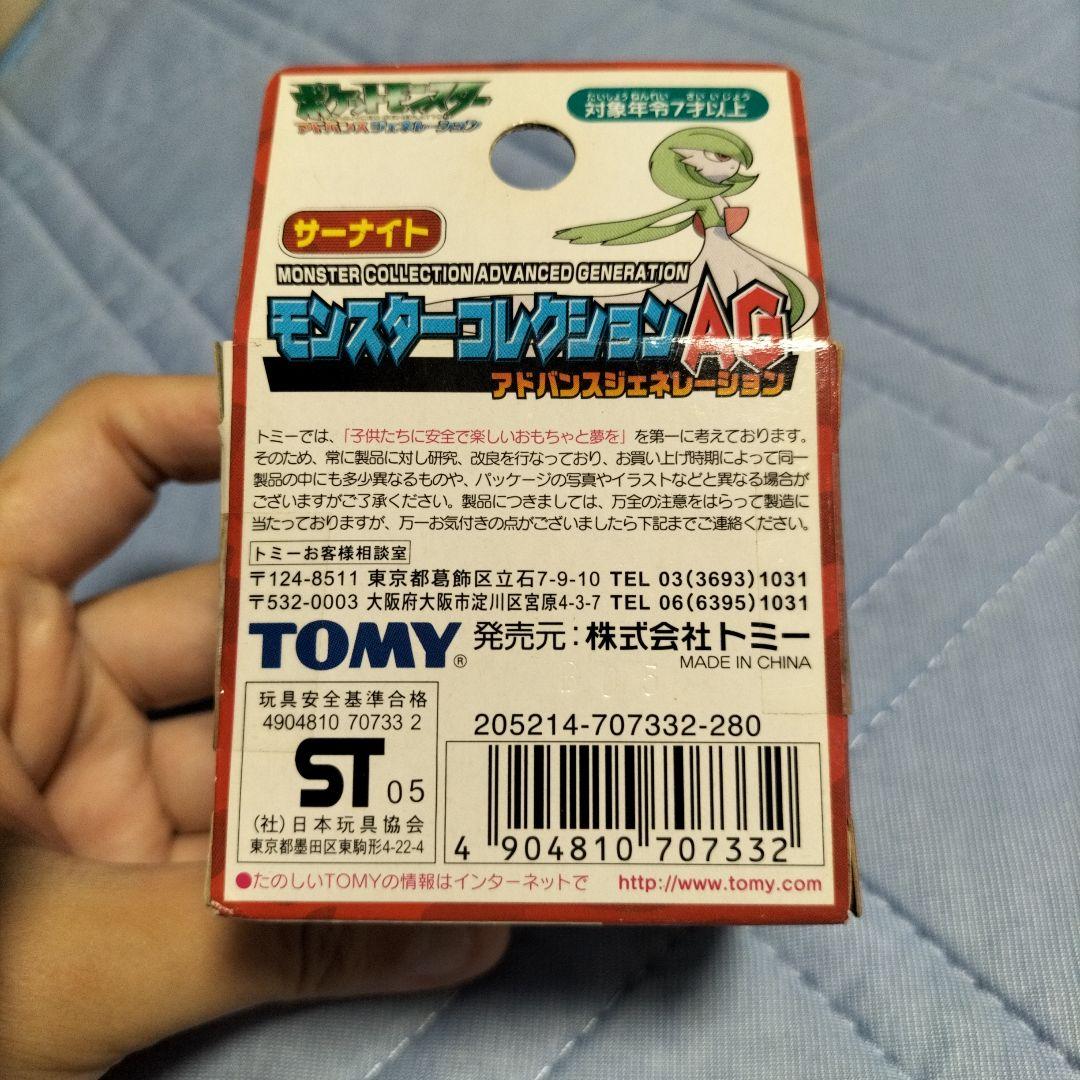 ポケットモンスター
アドバンスジェネレーション
たいしょうねんれい さいいじょう
対象年令7才以上
サーナイト
MONSTER COLLECTION ADVANCED GENERATION
モンスターコレクションAG
アドバンスジェネレーション
トミーでは、「子供たちに安全で楽しいおもちゃと夢を」を第一に考えております。
そのため、常に製品に対し研究、改良を行なっており、お買い上げ時期によって同一
製品の中にも多少異なるものや、パッケージの写真やイラストなどと異なる場合が
ございますがご了承ください。製品につきましては、万全の注意をはらって製造に
当たっておりますが、万一お気付きの点がございましたら下記までご連絡ください。
トミーお客様相談室
〒124-8511 東京都葛飾区立石7-9-10 TEL 03(3693)1031
〒532-0003 大阪府大阪市淀川区宮原4-3-7 TEL 06(6395)1031
TOMY® 発売元:株式会社トミー
MADE IN CHINA
玩具安全基準合格
4904810 70733 2
ST 05
(社)日本玩具協会
東京都墨田区東駒形4-22-4
205214-707332-280
4 904810 707332
●たのしいTOMYの情報はインターネットで http://www.tomy.com